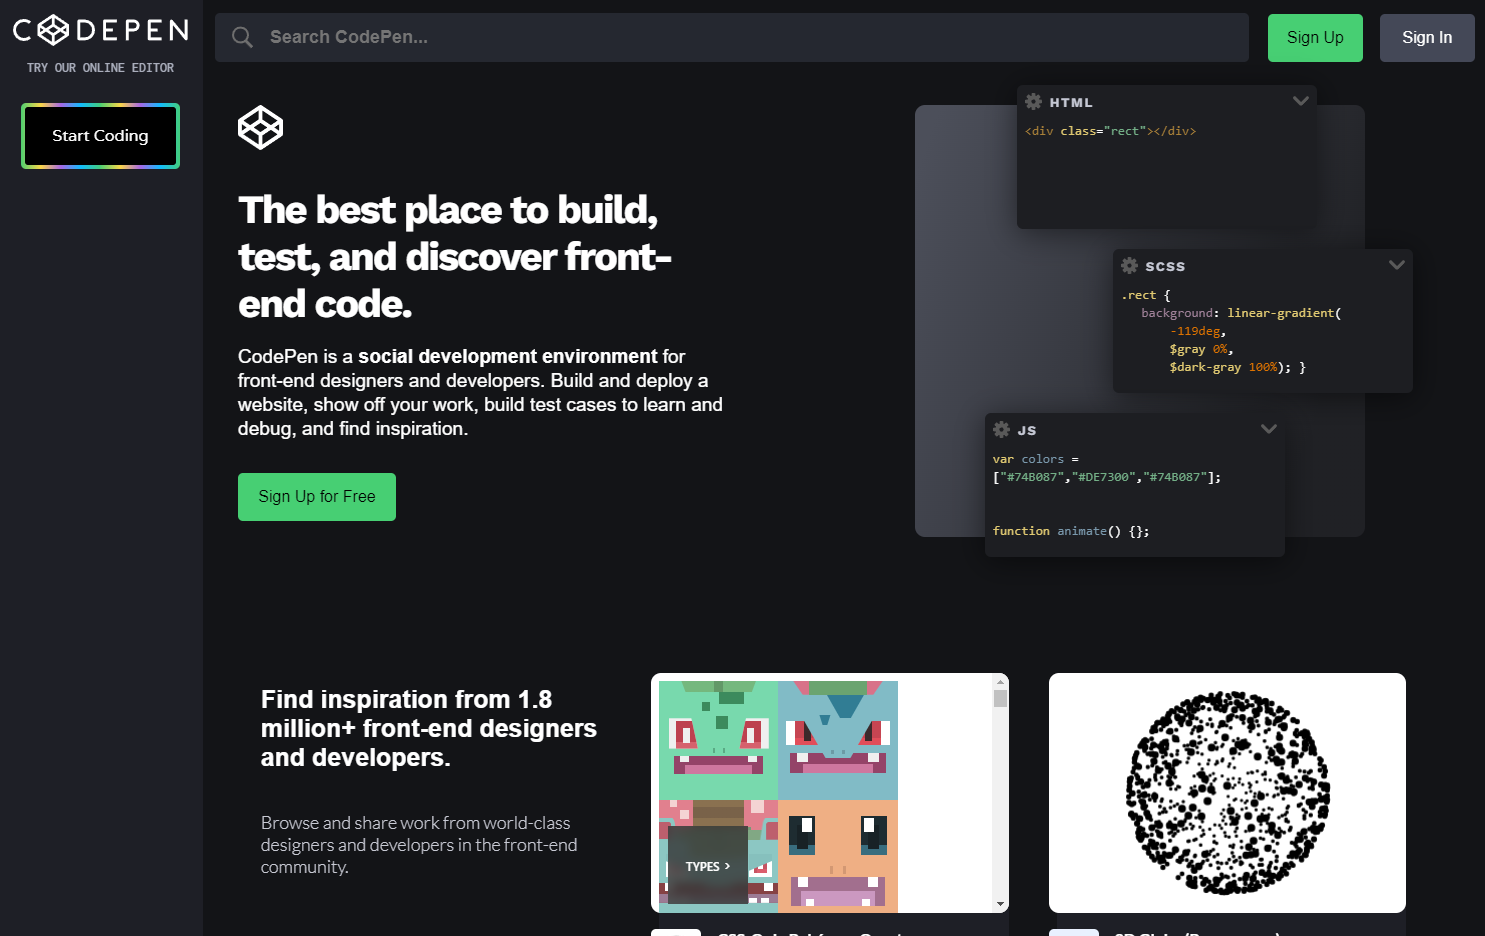 CODEPEN
TRY OUR ONLINE EDITOR
Start Coding
Search CodePen...
Sign Up
Sign In
The best place to build,
test, and discover front-
end code.
CodePen is a social development environment for
front-end designers and developers. Build and deploy a
website, show off your work, build test cases to learn and
debug, and find inspiration.
Sign Up for Free
HTML
<div class="rect"></div>
SCSS
.rect {
background: linear-gradient(
-119deg,
$gray 0%,
$dark-gray 100%); }
JS
var colors =
["#74B087","#DE7300","#74B087"];
function animate() {};
Find inspiration from 1.8
million+ front-end designers
and developers.
Browse and share work from world-class
designers and developers in the front-end
community.
TYPES >